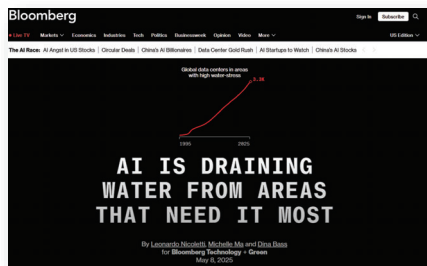 Bloomberg
Sign In Subscribe
Live TV Markets Economics Industries Tech Politics Businessweek Opinion Video More US Edition
The AI Race: AI Angst in US Stocks Circular Deals China's AI Billionaires Data Center Gold Rush AI Startups to Watch China's AI Stocks
Global data centers in areas
with high water-stress
1995 2025
AI IS DRAINING
WATER FROM AREAS
THAT NEED IT MOST
By Leonardo Nicoletti, Michelle Ma and Dina Bass
for Bloomberg Technology + Green
May 8, 2025